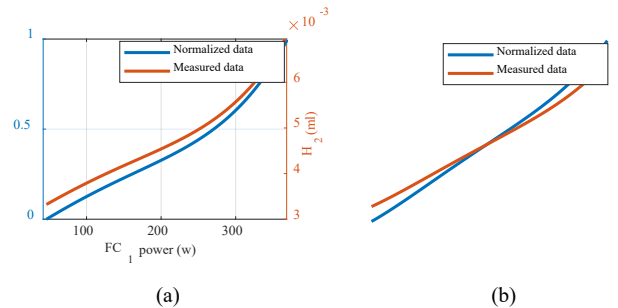 × 10 -3
1
Normalized data
Measured data
6
0.5
5
H 2 (ml)
4
0
3
100
200
300
FC 1 power (w)
Normalized data
Measured data
(a)
(b)